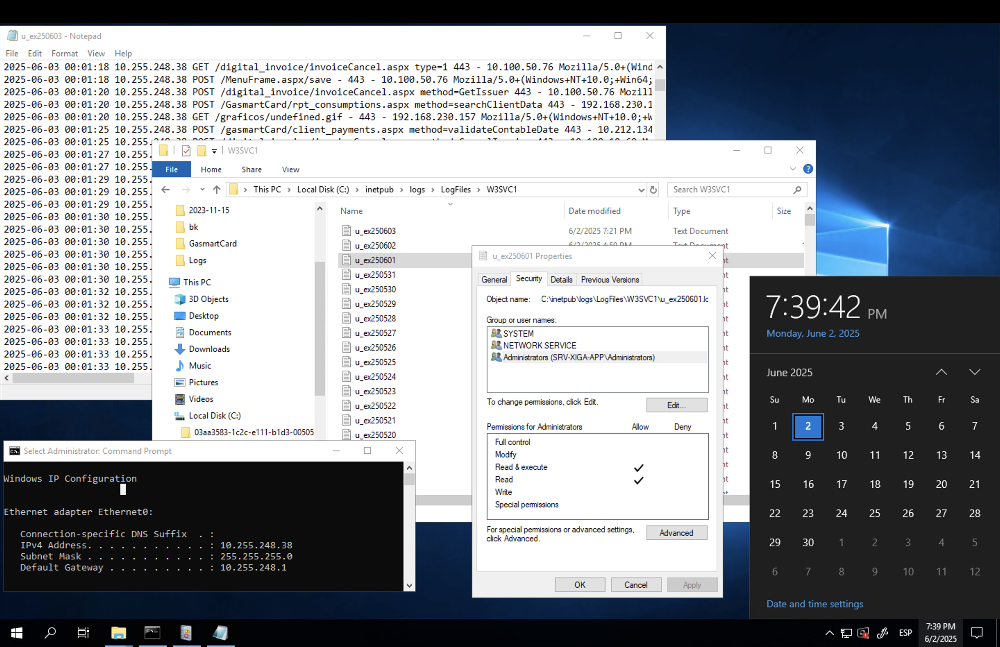 u_ex250603 - Notepad
File Edit Format View Help
2025-06-03 00:01:18 10.255.248.38 GET /digital_invoice/invoiceCancel.aspx type=1 443 - 10.100.50.76 Mozilla/5.0+(Wind
2025-06-03 00:01:18 10.255.248.38 POST /MenuFrame.aspx/save - 443 - 10.100.50.76 Mozilla/5.0+(Windows+NT+10.0;+Win64;
2025-06-03 00:01:20 10.255.248.38 POST /digital_invoice/invoiceCancel.aspx method=GetIssuer 443 - 10.100.50.76 Mozill
2025-06-03 00:01:20 10.255.248.38 POST /GasmartCard/rpt_consumptions.aspx method=searchClientData 443 - 192.168.230.1
2025-06-03 00:01:20 10.255.248.38 GET /graficos/undefined.gif - 443 - 192.168.230.157 Mozilla/5.0+(Windows+NT+10.0;+W
2025-06-03 00:01:25 10.255.248.38 POST /gasmartCard/client_payments.aspx method=validateContableDate 443 - 10.212.134
2025-06-03 00:01:25 10.255.
2025-06-03 00:01:27 10.255.
2025-06-03 00:01:27 10.255.
2025-06-03 00:01:29 10.255.
2025-06-03 00:01:29 10.255.
2025-06-03 00:01:29 10.255.
2025-06-03 00:01:30 10.255.
2025-06-03 00:01:30 10.255.
2025-06-03 00:01:30 10.255.
2025-06-03 00:01:30 10.255.
2025-06-03 00:01:30 10.255.
2025-06-03 00:01:30 10.255.
2025-06-03 00:01:32 10.255.
2025-06-03 00:01:32 10.255.
2025-06-03 00:01:32 10.255.
2025-06-03 00:01:33 10.255.
2025-06-03 00:01:33 10.255.
2025-06-03 00:01:33 10.255.
2025-06-03 00:01:33 10.255.
W3SVC1
File Home Share View
This PC Local Disk (C:) inetpub logs LogFiles W3SVC1
Search W3SVC1
2023-11-15
bk
GasmartCard
Logs
This PC
3D Objects
Desktop
Documents
Downloads
Music
Pictures
Videos
Local Disk (C:)
03aa3583-1c2c-e111-b1d3-00505
Name Date modified Type Size
u_ex250603 6/2/2025 7:21 PM Text Document
u_ex250602 6/2/2025 4:59 PM Text Document
u_ex250601
u_ex250531
u_ex250530
u_ex250529
u_ex250528
u_ex250527
u_ex250526
u_ex250525
u_ex250524
u_ex250523
u_ex250522
u_ex250521
u_ex250520
u_ex250601 Properties
General Security Details Previous Versions
Object name: C:\inetpub\logs\LogFiles\W3SVC1\u_ex250601.lo
Group or user names:
SYSTEM
NETWORK SERVICE
Administrators (SRV-XIGA-APP\Administrators)
To change permissions, click Edit.
Edit...
Permissions for Administrators Allow Deny
Full control
Modify
Read & execute
Read
Write
Special permissions
For special permissions or advanced settings,
click Advanced.
Advanced
OK Cancel Apply
Select Administrator: Command Prompt
Windows IP Configuration
Ethernet adapter Ethernet0:
Connection-specific DNS Suffix . :
IPv4 Address. . . . . . . . . . . : 10.255.248.38
Subnet Mask . . . . . . . . . . . : 255.255.255.0
Default Gateway . . . . . . . . . : 10.255.248.1
7:39:42 PM
Monday, June 2, 2025
June 2025
Su Mo Tu We Th Fr Sa
1 2 3 4 5 6 7
8 9 10 11 12 13 14
15 16 17 18 19 20 21
22 23 24 25 26 27 28
29 30 1 2 3 4 5
6 7 8 9 10 11 12
Date and time settings
ESP
7:39 PM
6/2/2025